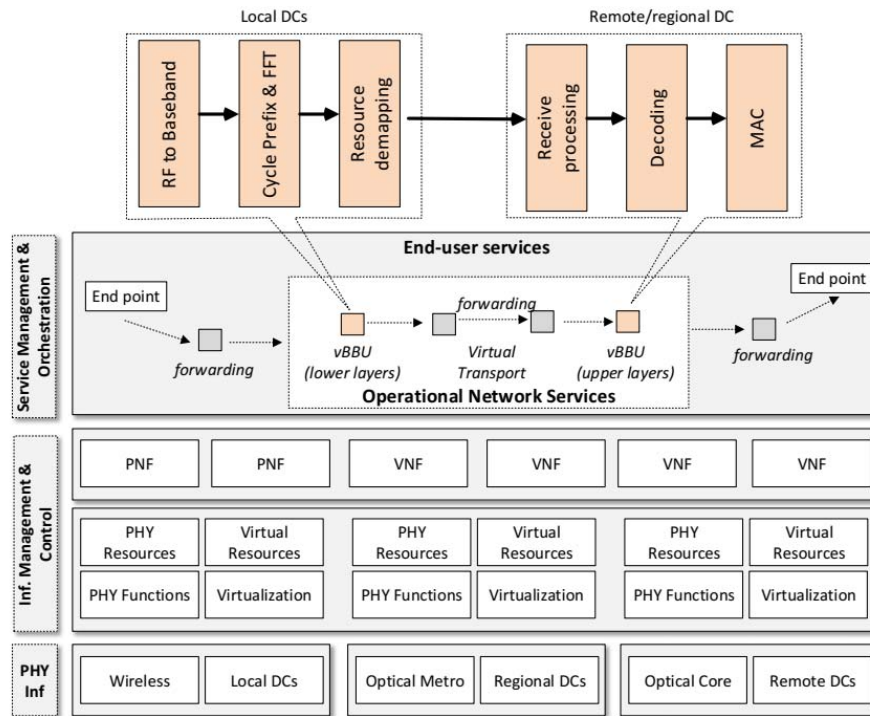 Local DCs
Remote/regional DC
RF to Baseband
Cycle Prefix & FFT
Resource
demapping
Receive
processing
Decoding
MAC
Service Management &
Orchestration
End-user services
End point
End point
forwarding
forwarding
vBBU
(lower layers)
Virtual
Transport
vBBU
(upper layers)
forwarding
Operational Network Services
Inf. Management &
Control
PNF
PNF
VNF
VNF
VNF
VNF
PHY
Resources
Virtual
Resources
PHY
Resources
Virtual
Resources
PHY
Resources
Virtual
Resources
PHY Functions
Virtualization
PHY Functions
Virtualization
PHY Functions
Virtualization
PHY
Inf
Wireless
Local DCs
Optical Metro
Regional DCs
Optical Core
Remote DCs